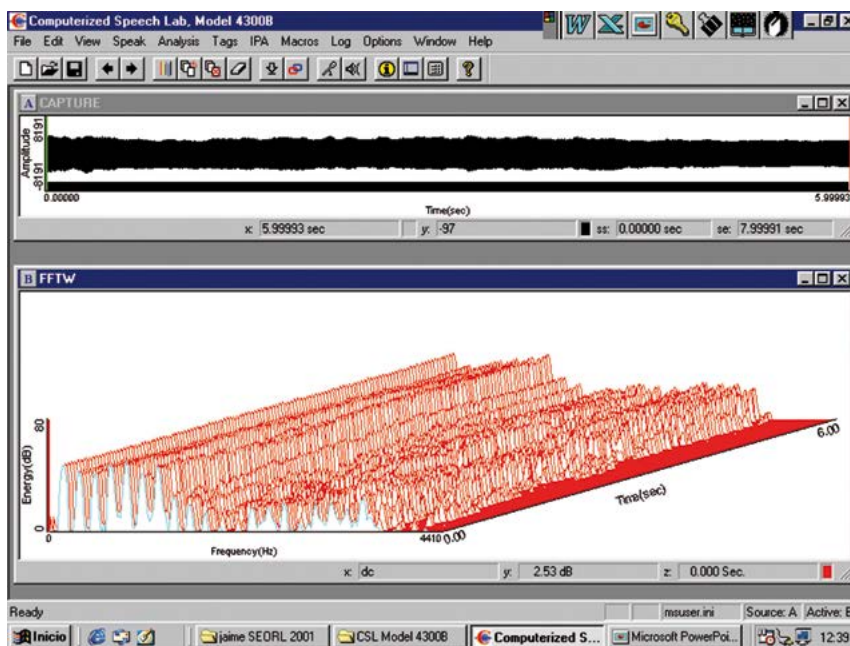 Computerized Speech Lab, Model 4300B
File Edit View Speak Analysis Tags IPA Macros Log Options Window Help
A CAPTURE
Amplitude
8191
-8191
0.00000 5.99993
Time(sec)
x: 5.99993 sec y: -97 ss: 0.00000 sec se: 7.99991 sec
B FFTW
80
Energy(dB)
0
0 4410 0.00
Frequency(Hz)
Time(sec)
6.00
x: dc y: 2.53 dB z: 0.000 Sec.
Ready msuser.ini Source: A Active: B
Inicio jaime SEORL 2001 CSL Model 4300B Computerized S... Microsoft PowerPoi... 12:39